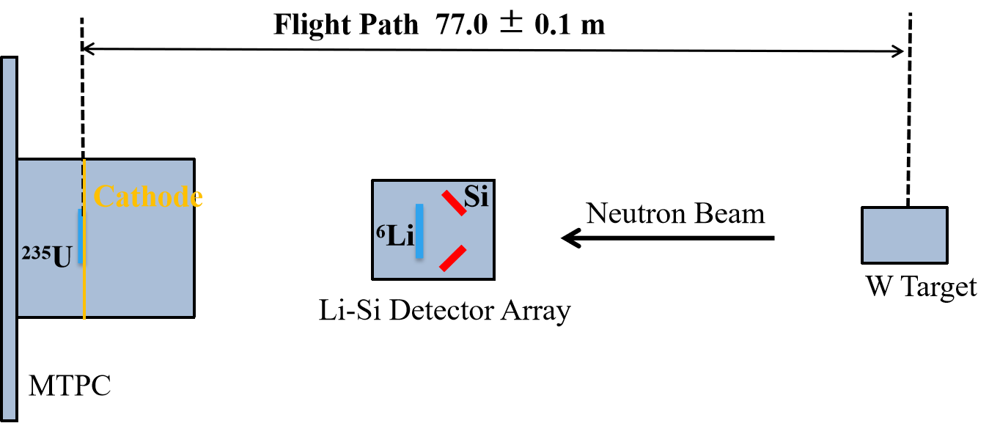 Flight Path 77.0 ± 0.1 m
Cathode
Si
⁶Li
Neutron Beam
²³⁵U
W Target
Li-Si Detector Array
MTPC